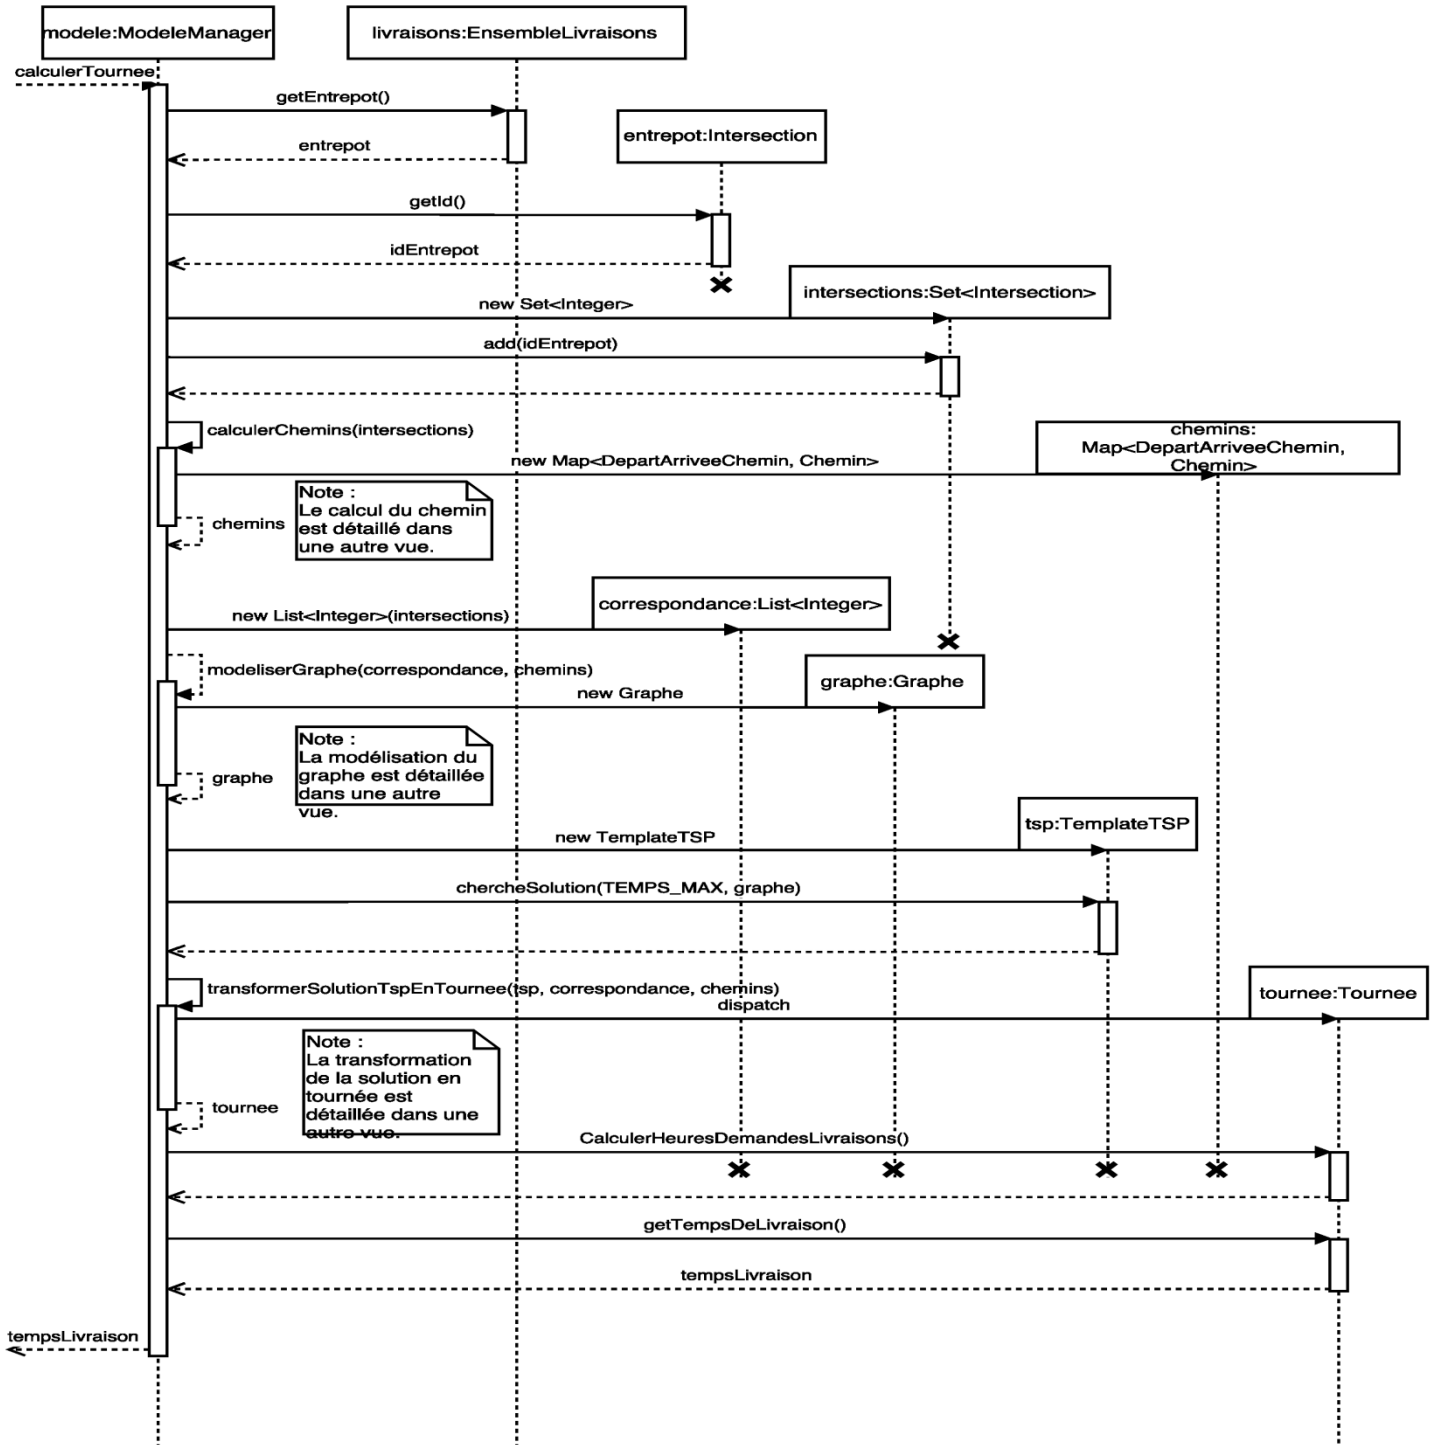 modele:ModeleManager
livraisons:EnsembleLivraisons
calculerTournee
getEntrepot()
entrepot:Intersection
entrepot
getId()
idEntrepot
intersections:Set<Intersection>
new Set<Integer>
add(idEntrepot)
calculerChemins(intersections)
chemins:
Map<DepartArriveeChemin,
Chemin>
new Map<DepartArriveeChemin, Chemin>
Note :
Le calcul du chemin
est détaillé dans
une autre vue.
chemins
correspondance:List<Integer>
new List<Integer>(intersections)
modeliserGraphe(correspondance, chemins)
graphe:Graphe
new Graphe
Note :
La modélisation du
graphe est détaillée
dans une autre
vue.
graphe
tsp:TemplateTSP
new TemplateTSP
chercheSolution(TEMPS_MAX, graphe)
transformerSolutionTspEnTournee(tsp, correspondance, chemins)
tournee:Tournee
dispatch
Note :
La transformation
de la solution en
tournée est
détaillée dans une
autre vue.
tournee
CalculerHeuresDemandesLivraisons()
getTempsDeLivraison()
tempsLivraison
tempsLivraison